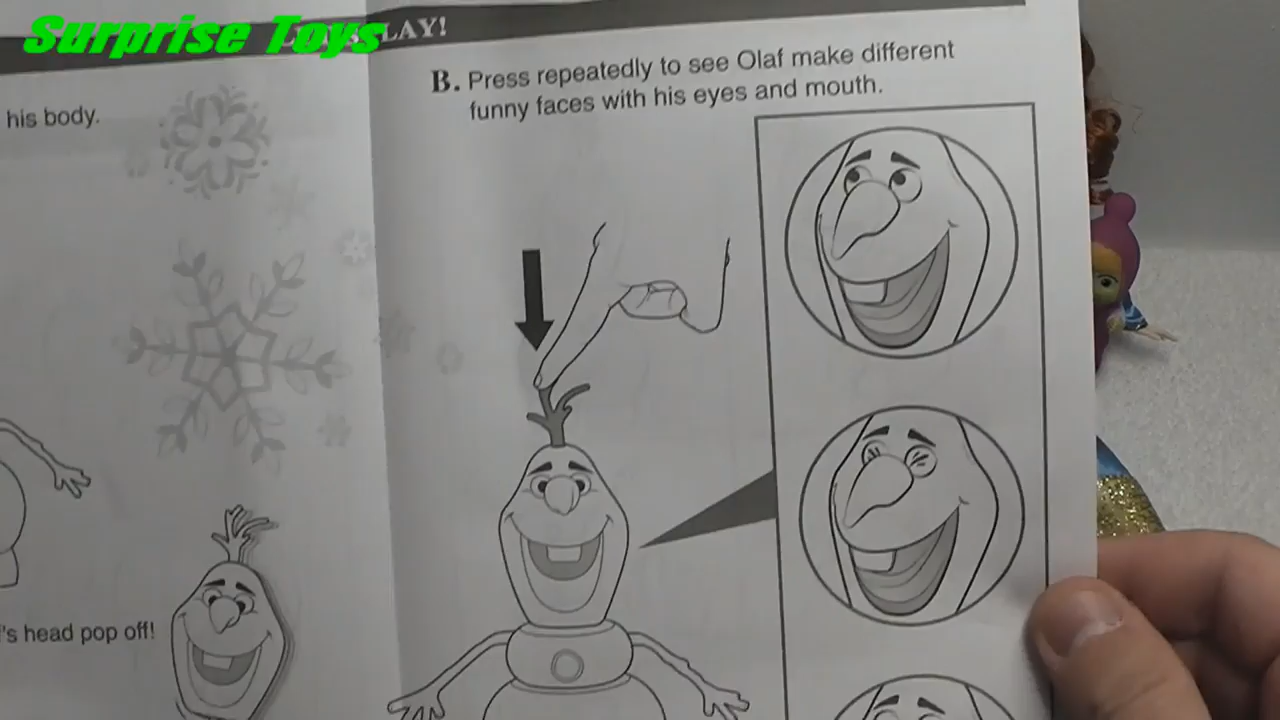 Surprise Toys
LAY!
his body.
B. Press repeatedly to see Olaf make different
funny faces with his eyes and mouth.
's head pop off!